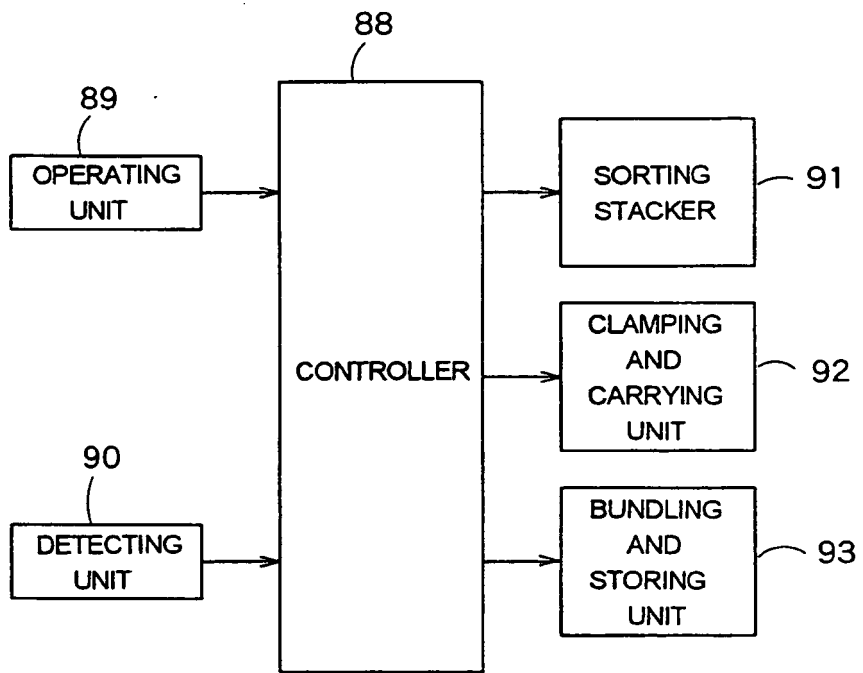 88
89
OPERATING
UNIT
SORTING
STACKER
91
CONTROLLER
CLAMPING
AND
CARRYING
UNIT
92
90
DETECTING
UNIT
BUNDLING
AND
STORING
UNIT
93